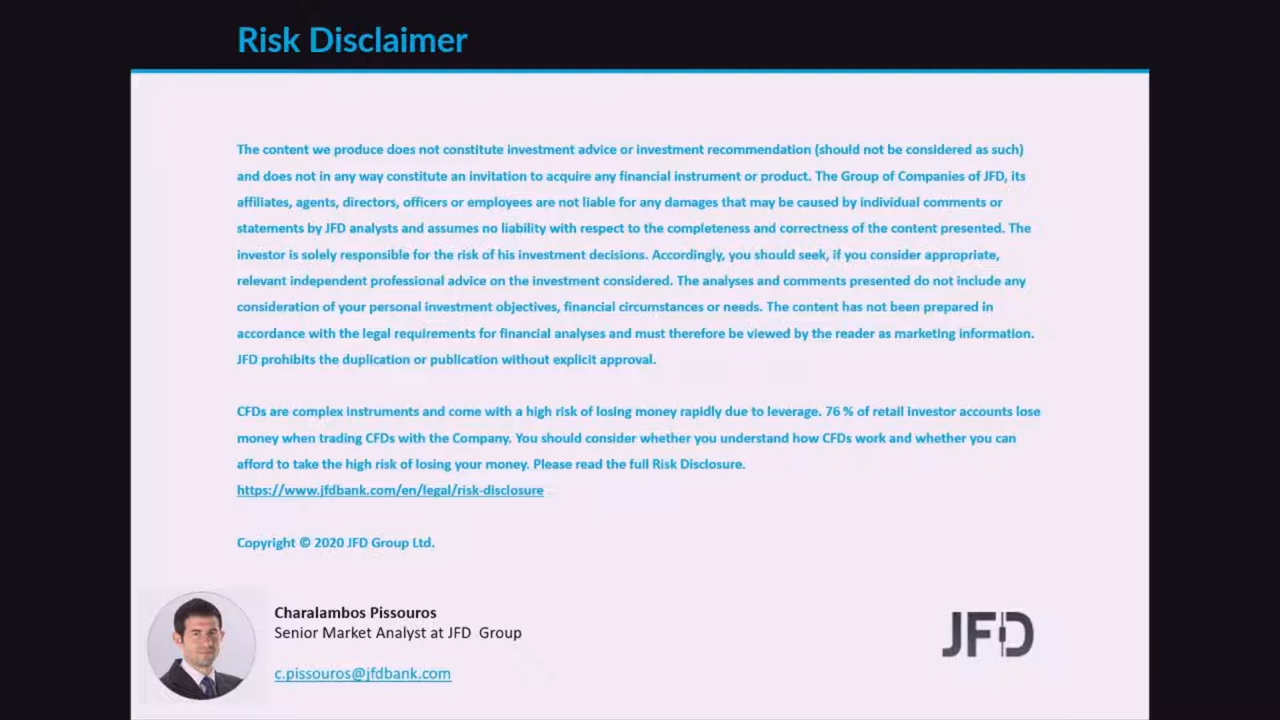 Risk Disclaimer
The content we produce does not constitute investment advice or investment recommendation (should not be considered as such)
and does not in any way constitute an invitation to acquire any financial instrument or product. The Group of Companies of JFD, its
affiliates, agents, directors, officers or employees are not liable for any damages that may be caused by individual comments or
statements by JFD analysts and assumes no liability with respect to the completeness and correctness of the content presented. The
investor is solely responsible for the risk of his investment decisions. Accordingly, you should seek, if you consider appropriate,
relevant independent professional advice on the investment considered. The analyses and comments presented do not include any
consideration of your personal investment objectives, financial circumstances or needs. The content has not been prepared in
accordance with the legal requirements for financial analyses and must therefore be viewed by the reader as marketing information.
JFD prohibits the duplication or publication without explicit approval.
CFDs are complex instruments and come with a high risk of losing money rapidly due to leverage. 76 % of retail investor accounts lose
money when trading CFDs with the Company. You should consider whether you understand how CFDs work and whether you can
afford to take the high risk of losing your money. Please read the full Risk Disclosure.
https://www.jfdbank.com/en/legal/risk-disclosure
Copyright © 2020 JFD Group Ltd.
Charalambos Pissouros
Senior Market Analyst at JFD Group
c.pissouros@jfdbank.com
JFD